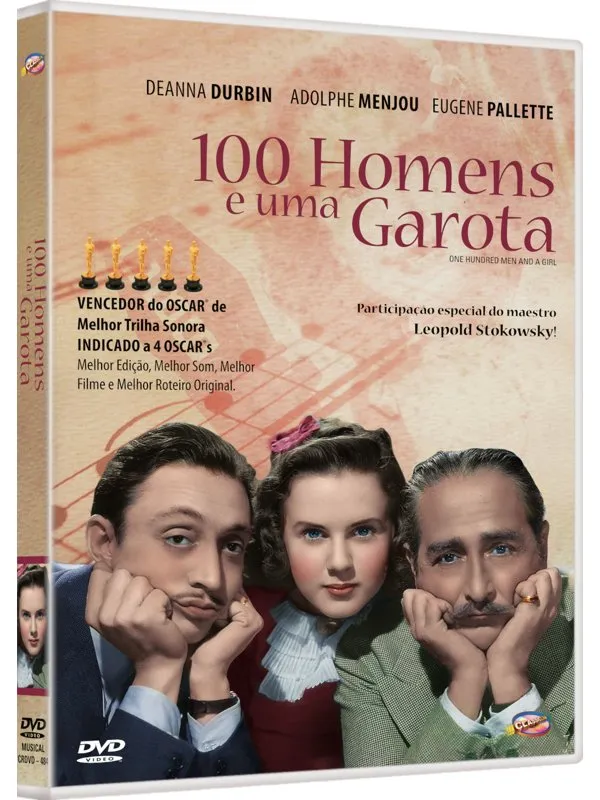 DEANNA DURBIN ADOLPHE MENJOU EUGENE PALLETTE
100 Homens
e uma Garota
ONE HUNDRED MEN AND A GIRL
VENCEDOR do OSCAR® de
Melhor Trilha Sonora
INDICADO a 4 OSCAR®s
Melhor Edição, Melhor Som, Melhor
Filme e Melhor Roteiro Original.
Participação especial do maestro
Leopold Stokowsky!
DVD
VIDEO
100 Homens
e uma Garota
DVD
VIDEO
MUSICAL